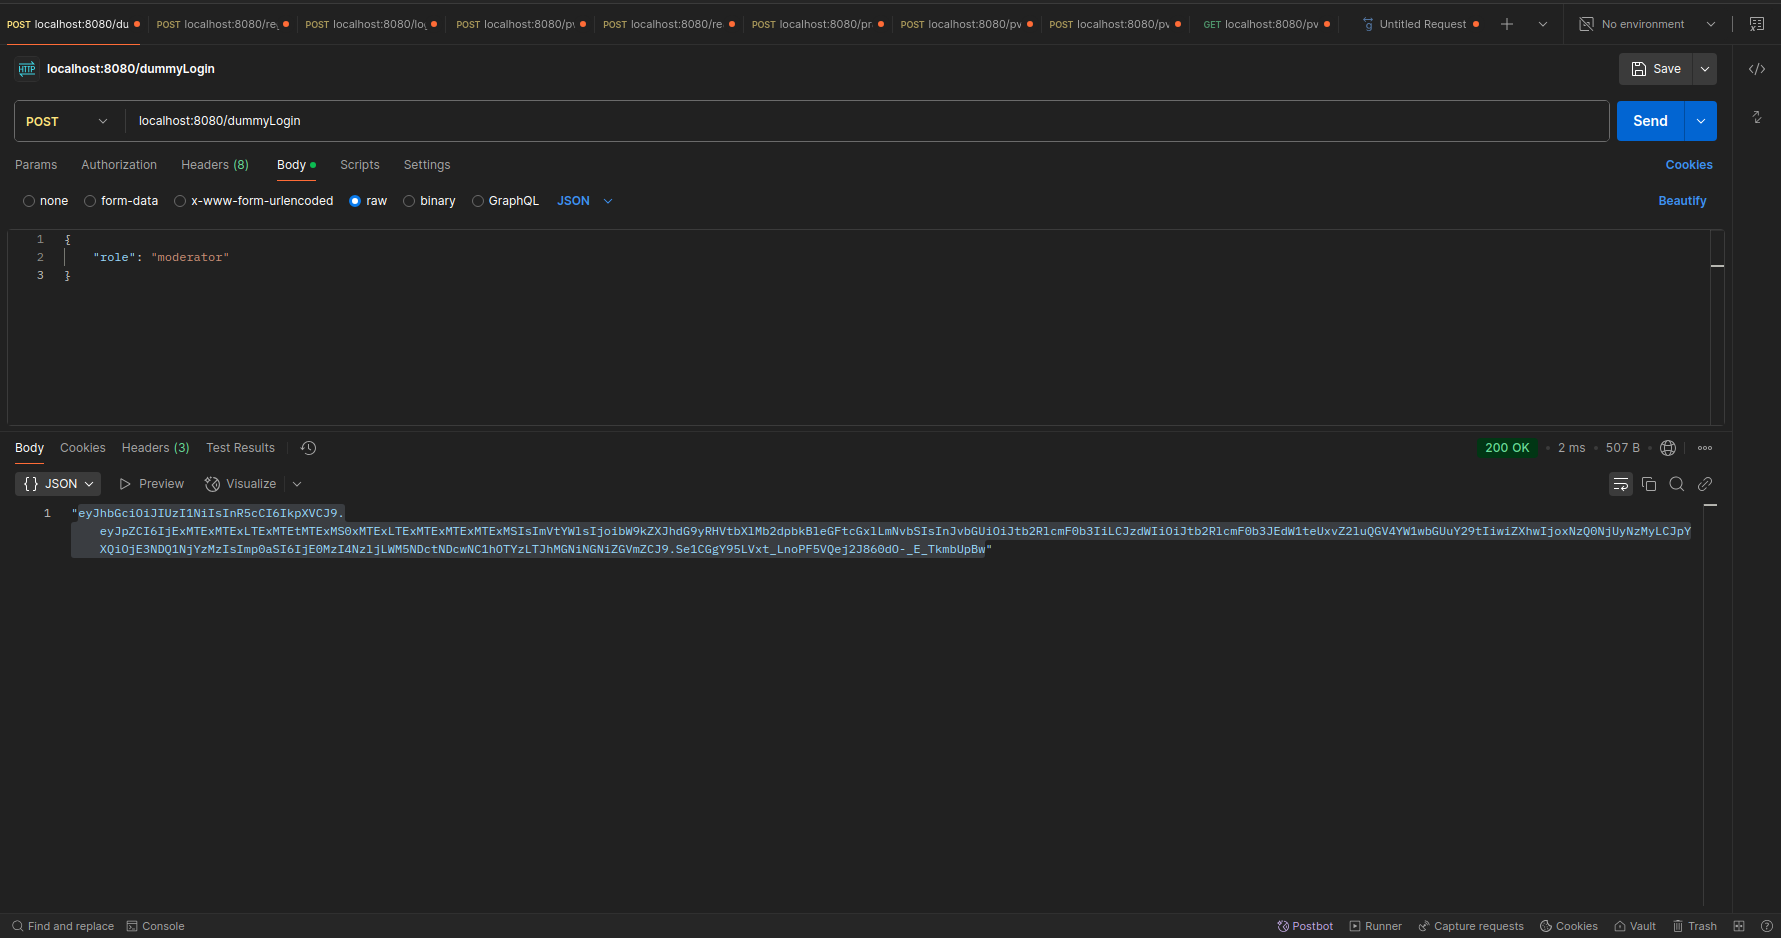 POST localhost:8080/du POST localhost:8080/re POST localhost:8080/lo POST localhost:8080/pv POST localhost:8080/re POST localhost:8080/pr POST localhost:8080/pv POST localhost:8080/pv GET localhost:8080/pv Untitled Request No environment
HTTP localhost:8080/dummyLogin Save
POST localhost:8080/dummyLogin Send
Params Authorization Headers (8) Body Scripts Settings Cookies
none form-data x-www-form-urlencoded raw binary GraphQL JSON Beautify
1 {
2 "role": "moderator"
3 }
Body Cookies Headers (3) Test Results 200 OK 2 ms 507 B
{} JSON Preview Visualize
1 "eyJhbGciOiJIUzI1NiIsInR5cCI6IkpXVCJ9.
eyJpZCI6IjExMTExMTExLTExMTEtMTExMS0xMTExLTExMTExMTExMTExMSIsImVtYWlsIjoibW9kZXJhdG9yRHVtbXlMb2dpbkBleGFtcGxlLmNvbSIsInJvbGUiOiJtb2RlcmF0b3IiLCJzdWIiOiJtb2RlcmF0b3JEdW1teUxvZ2luQGV4YW1wbGUuY29tIiwiZXhwIjoxNzQ0NjUyNzMyLCJpY
XQiOjE3NDQ1NjYzMzIsImp0aSI6IjE0MzI4NzljLWM5NDctNDcwNC1hOTYzLTJhMGNiNGNiZGVmZCJ9.Se1CGgY95LVxt_LnoPF5VQej2J860dO-_E_TkmbUpBw"
Find and replace Console Postbot Runner Capture requests Cookies Vault Trash